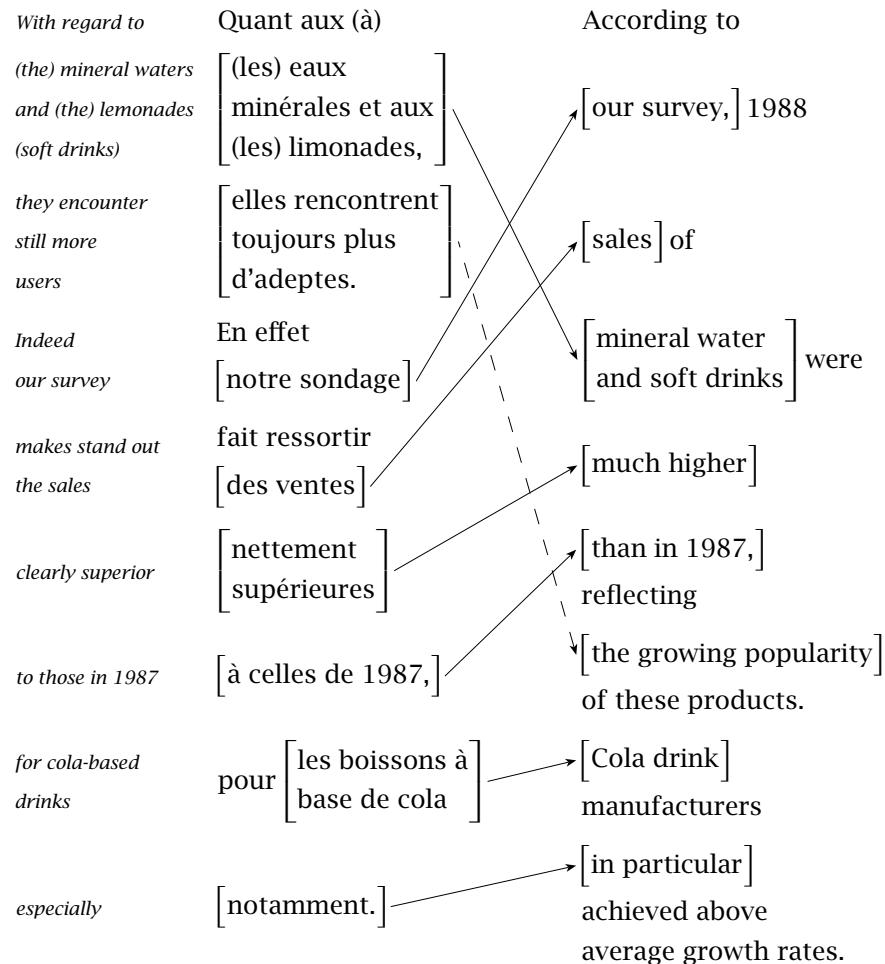 With regard to
(the) mineral waters
and (the) lemonades
(soft drinks)
they encounter
still more
users
Indeed
our survey
makes stand out
the sales
clearly superior
to those in 1987
for cola-based
drinks
especially
Quant aux (à)
[(les) eaux
minérales et aux
(les) limonades,]
[elles rencontrent
toujours plus
d'adeptes.]
En effet
[notre sondage]
fait ressortir
[des ventes]
[nettement
supérieures]
[à celles de 1987,]
pour [les boissons à
base de cola]
[notamment.]
According to
[our survey,] 1988
[sales] of
[mineral water
and soft drinks] were
[much higher]
[than in 1987,]
reflecting
[the growing popularity]
of these products.
[Cola drink]
manufacturers
[in particular]
achieved above
average growth rates.